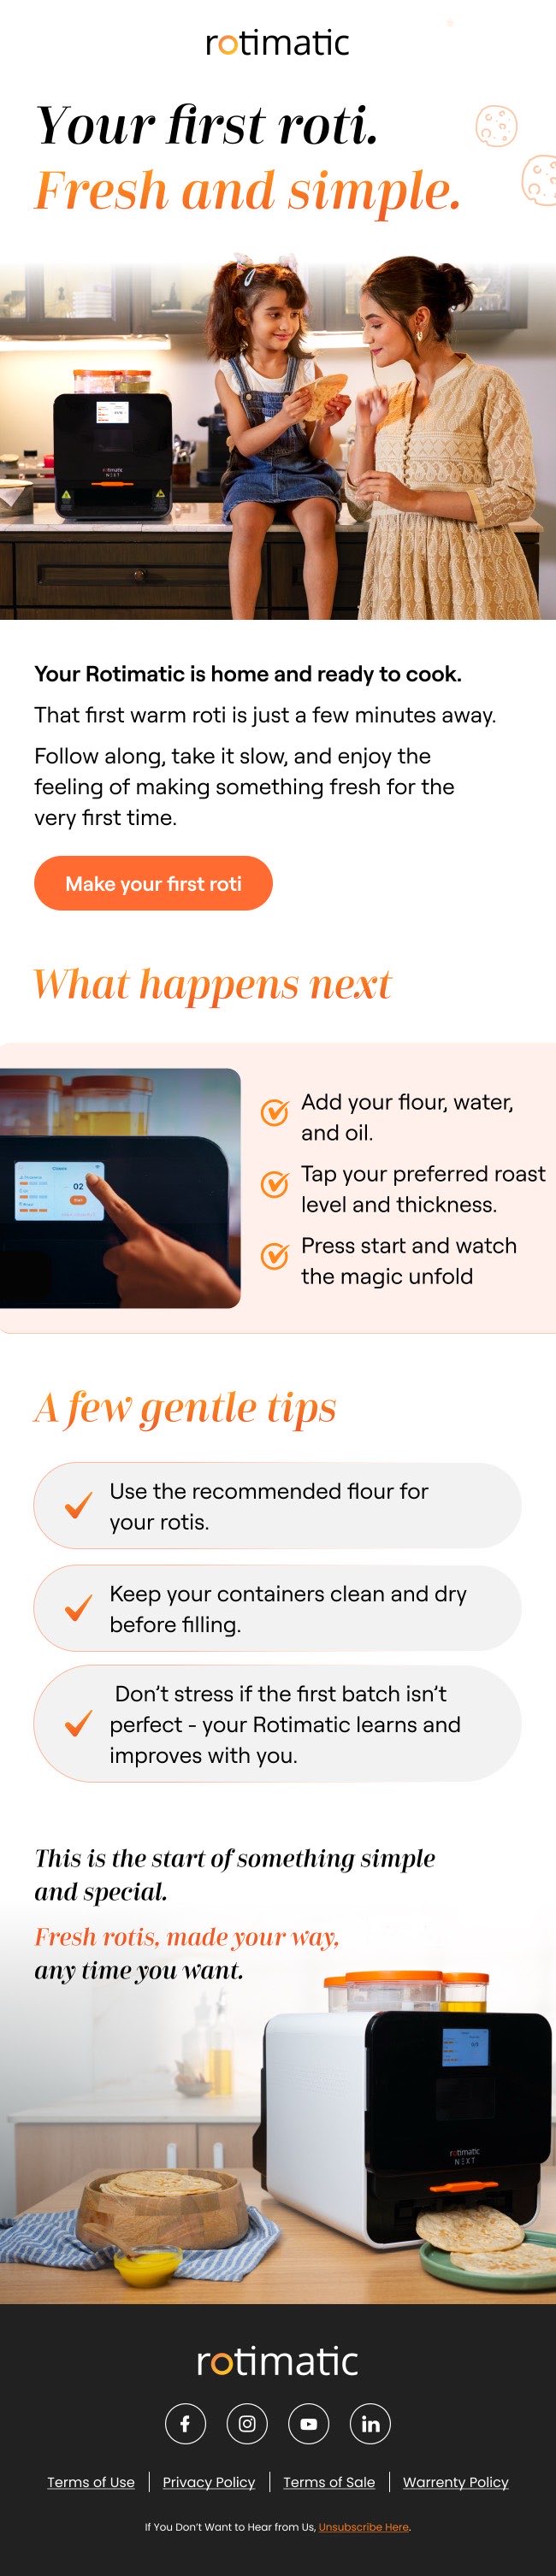 rotimatic
Your first roti.
Fresh and simple.
rotimatic
NEXT
Your Rotimatic is home and ready to cook.
That first warm roti is just a few minutes away.
Follow along, take it slow, and enjoy the
feeling of making something fresh for the
very first time.
Make your first roti
What happens next
Classic
02
Start
Add your flour, water,
and oil.
Tap your preferred roast
level and thickness.
Press start and watch
the magic unfold
A few gentle tips
Use the recommended flour for
your rotis.
Keep your containers clean and dry
before filling.
Don’t stress if the first batch isn’t
perfect - your Rotimatic learns and
improves with you.
This is the start of something simple
and special.
Fresh rotis, made your way,
any time you want.
rotimatic
NEXT
rotimatic
Terms of Use
Privacy Policy
Terms of Sale
Warrenty Policy
If You Don’t Want to Hear from Us, Unsubscribe Here.